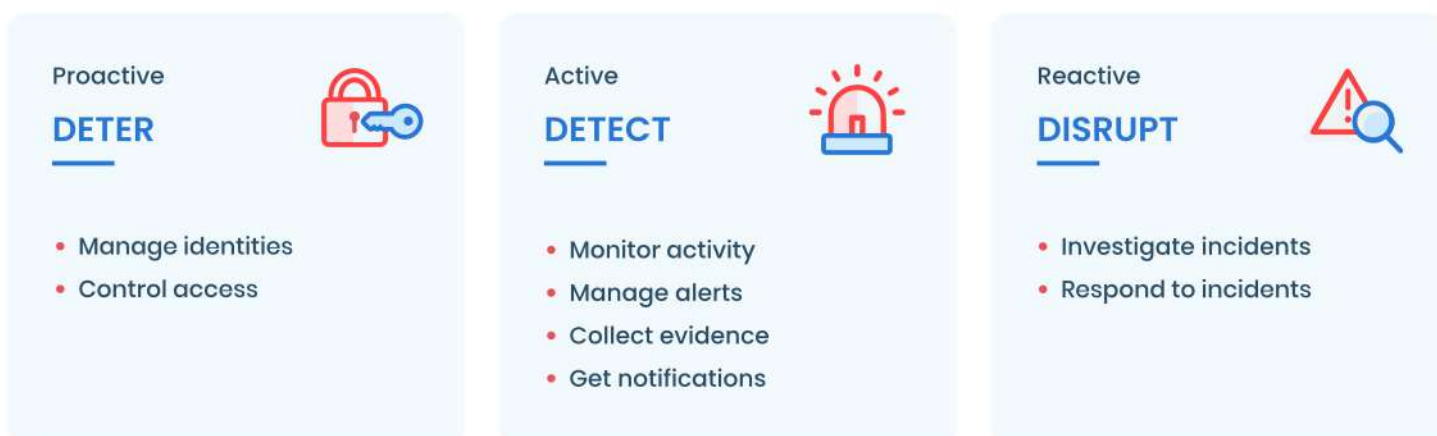 Proactive
DETER
• Manage identities
• Control access
Active
DETECT
• Monitor activity
• Manage alerts
• Collect evidence
• Get notifications
Reactive
DISRUPT
• Investigate incidents
• Respond to incidents